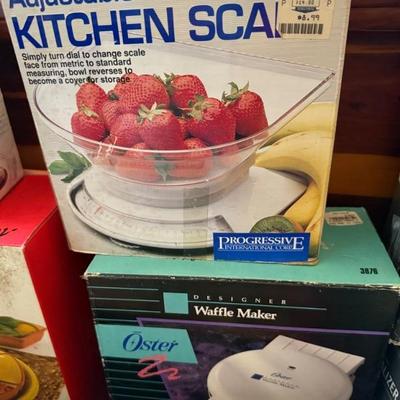 Adjustable
KITCHEN SCA
Simply turn dial to change scale
face from metric to standard
measuring, bowl reverses to
become a cover for storage.
$8.99
PROGRESSIVE
INTERNATIONAL CORP.
3876
DESIGNER
Waffle Maker
Oster
Oster